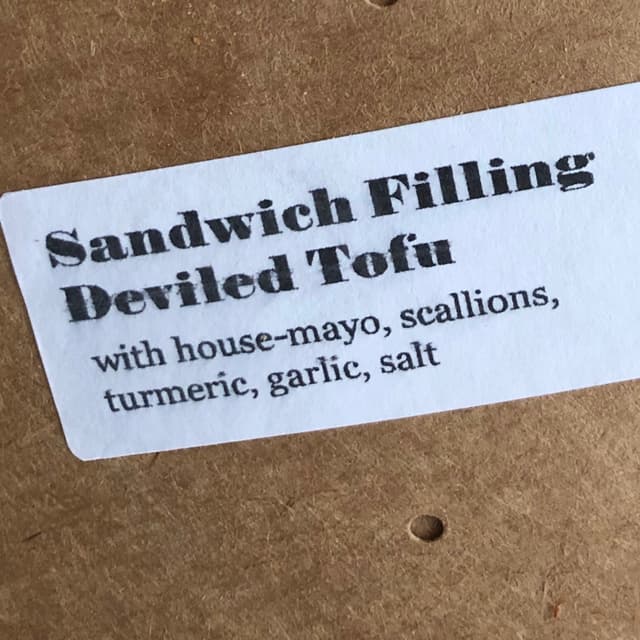 Sandwich Filling
Deviled Tofu
with house-mayo, scallions,
turmeric, garlic, salt